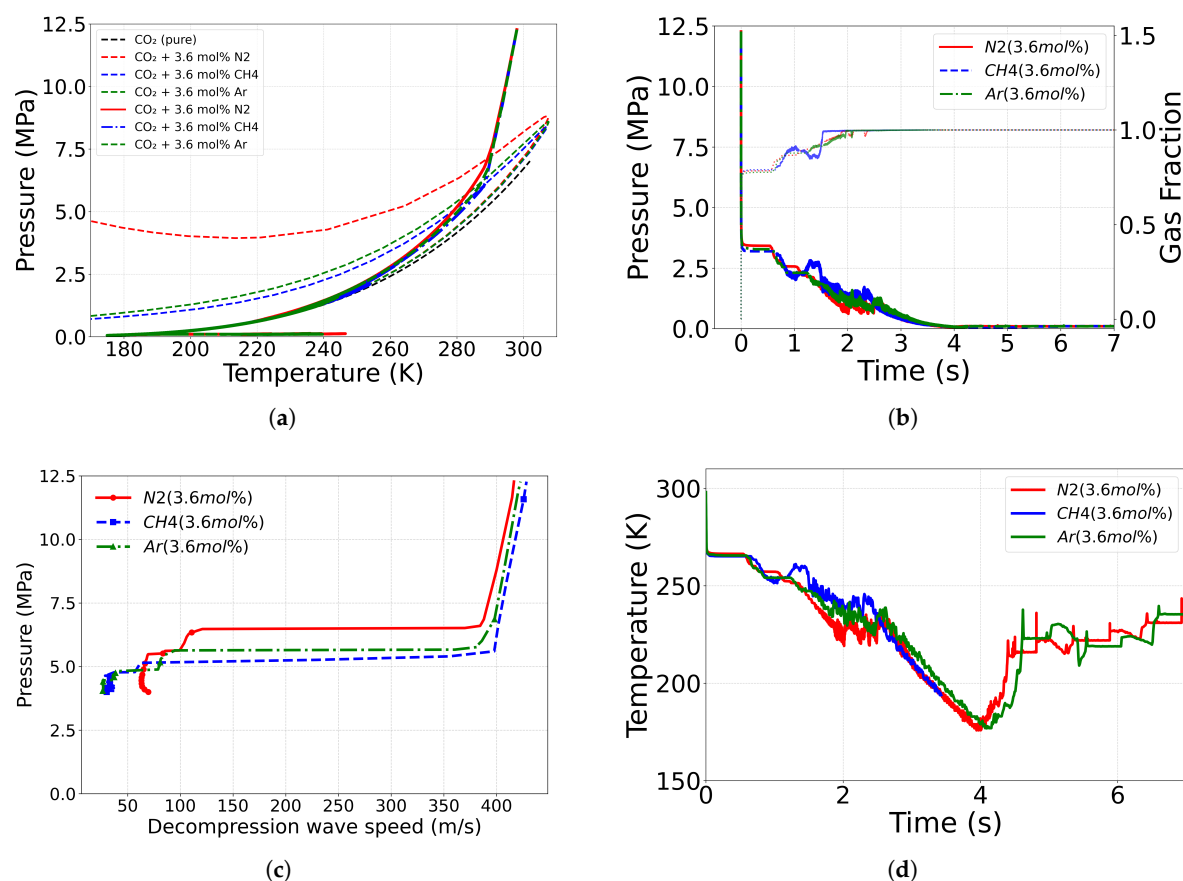 12.5
10.0
7.5
5.0
2.5
0.0
Pressure (MPa)
CO₂ (pure)
CO₂ + 3.6 mol% N2
CO₂ + 3.6 mol% CH4
CO₂ + 3.6 mol% Ar
CO₂ + 3.6 mol% N2
CO₂ + 3.6 mol% CH4
CO₂ + 3.6 mol% Ar
180 200 220 240 260 280 300
Temperature (K)
(a)
12.5
10.0
7.5
5.0
2.5
0.0
Pressure (MPa)
N2(3.6mol%)
CH4(3.6mol%)
Ar(3.6mol%)
1.5
1.0
0.5
0.0
Gas Fraction
0 1 2 3 4 5 6 7
Time (s)
(b)
12.5
10.0
7.5
5.0
2.5
0.0
Pressure (MPa)
N2(3.6mol%)
CH4(3.6mol%)
Ar(3.6mol%)
50 100 150 200 250 300 350 400
Decompression wave speed (m/s)
(c)
300
250
200
150
Temperature (K)
N2(3.6mol%)
CH4(3.6mol%)
Ar(3.6mol%)
0 2 4 6
Time (s)
(d)